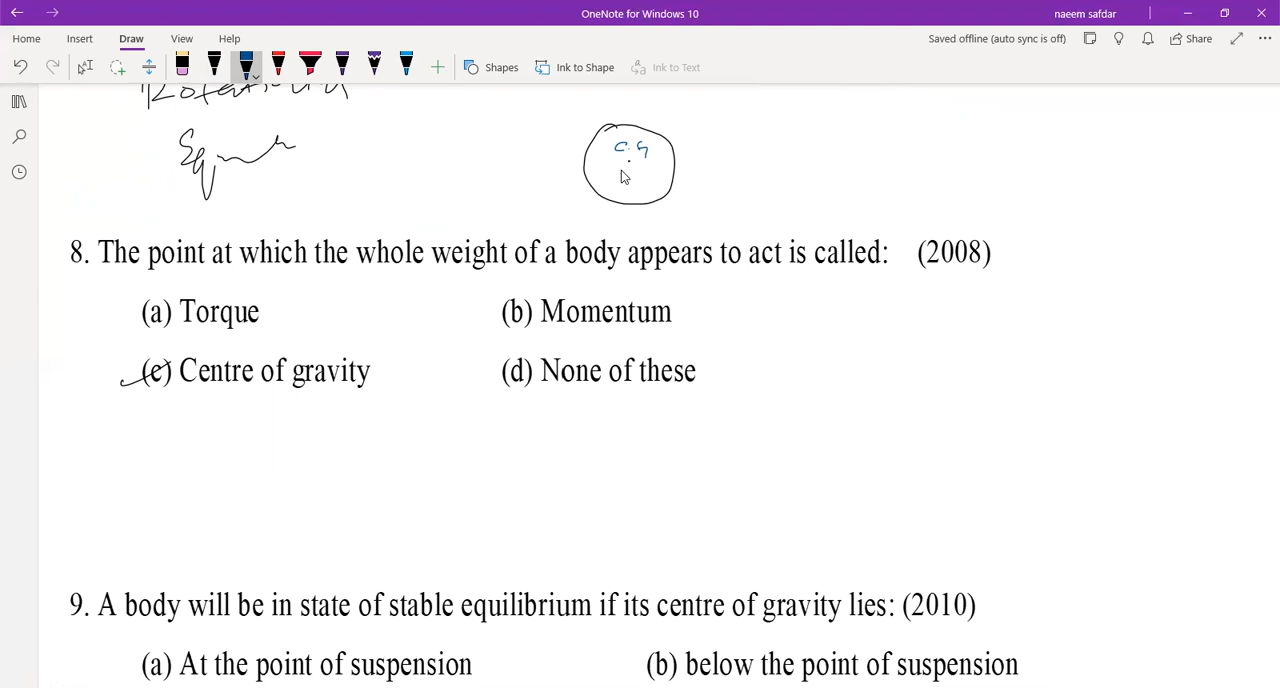 OneNote for Windows 10
naeem safdar
Home Insert Draw View Help
Saved offline (auto sync is off)
Share
Shapes
Ink to Shape
Ink to Text
C.G
8. The point at which the whole weight of a body appears to act is called: (2008)
(a) Torque (b) Momentum
(c) Centre of gravity (d) None of these
9. A body will be in state of stable equilibrium if its centre of gravity lies: (2010)
(a) At the point of suspension (b) below the point of suspension